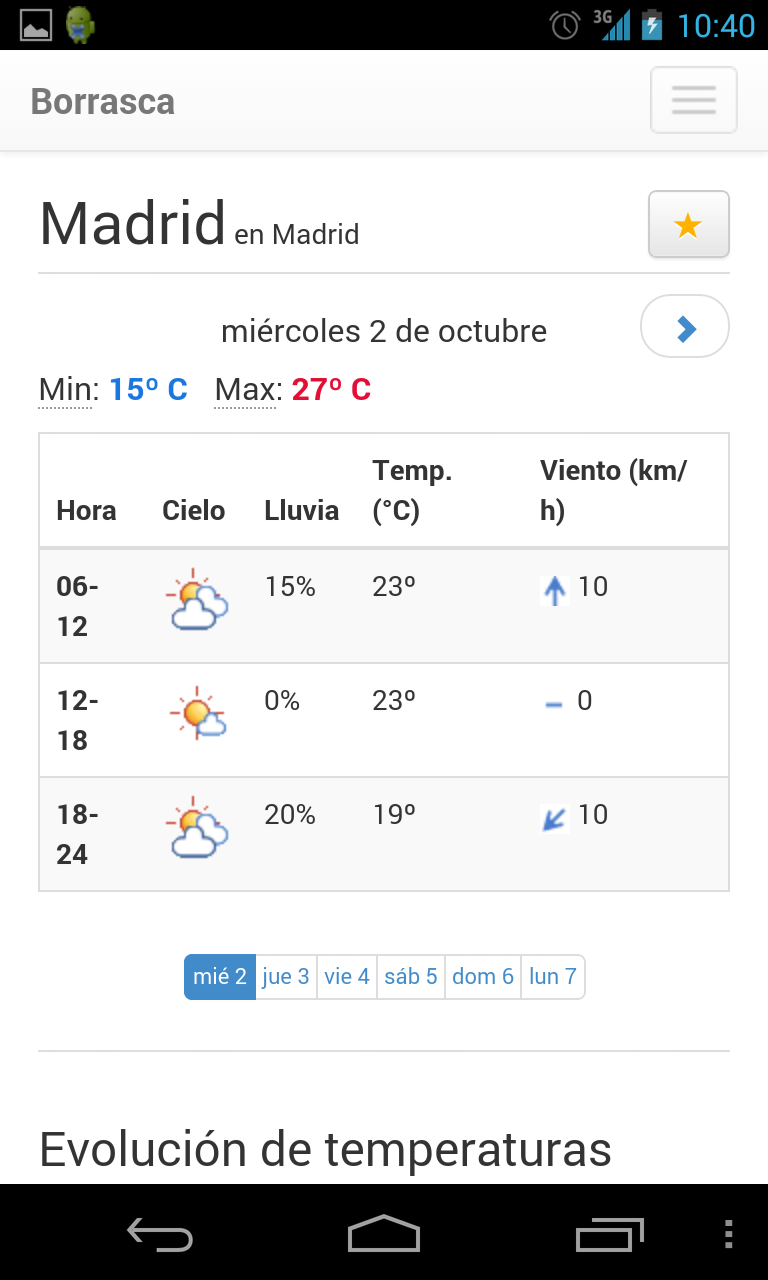 3G 10:40
Borrasca
Madrid en Madrid
miércoles 2 de octubre
Min: 15º C Max: 27º C
Temp. Viento (km/
Hora Cielo Lluvia (°C) h)
06- 15% 23º 10
12
12- 0% 23º 0
18
18- 20% 19º 10
24
mié 2 jue 3 vie 4 sáb 5 dom 6 lun 7
Evolución de temperaturas